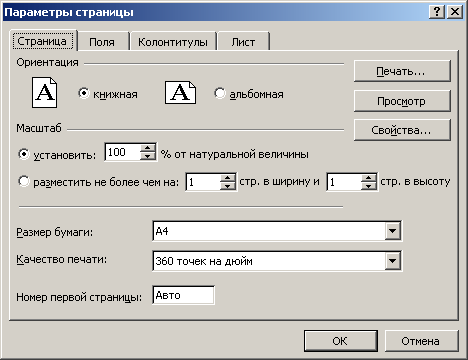 Параметры страницы
Страница Поля Колонтитулы Лист
Ориентация
A книжная A альбомная
Печать...
Просмотр
Свойства...
Масштаб
установить: 100 % от натуральной величины
разместить не более чем на: 1 стр. в ширину и 1 стр. в высоту
Размер бумаги: A4
Качество печати: 360 точек на дюйм
Номер первой страницы: Авто
OK Отмена